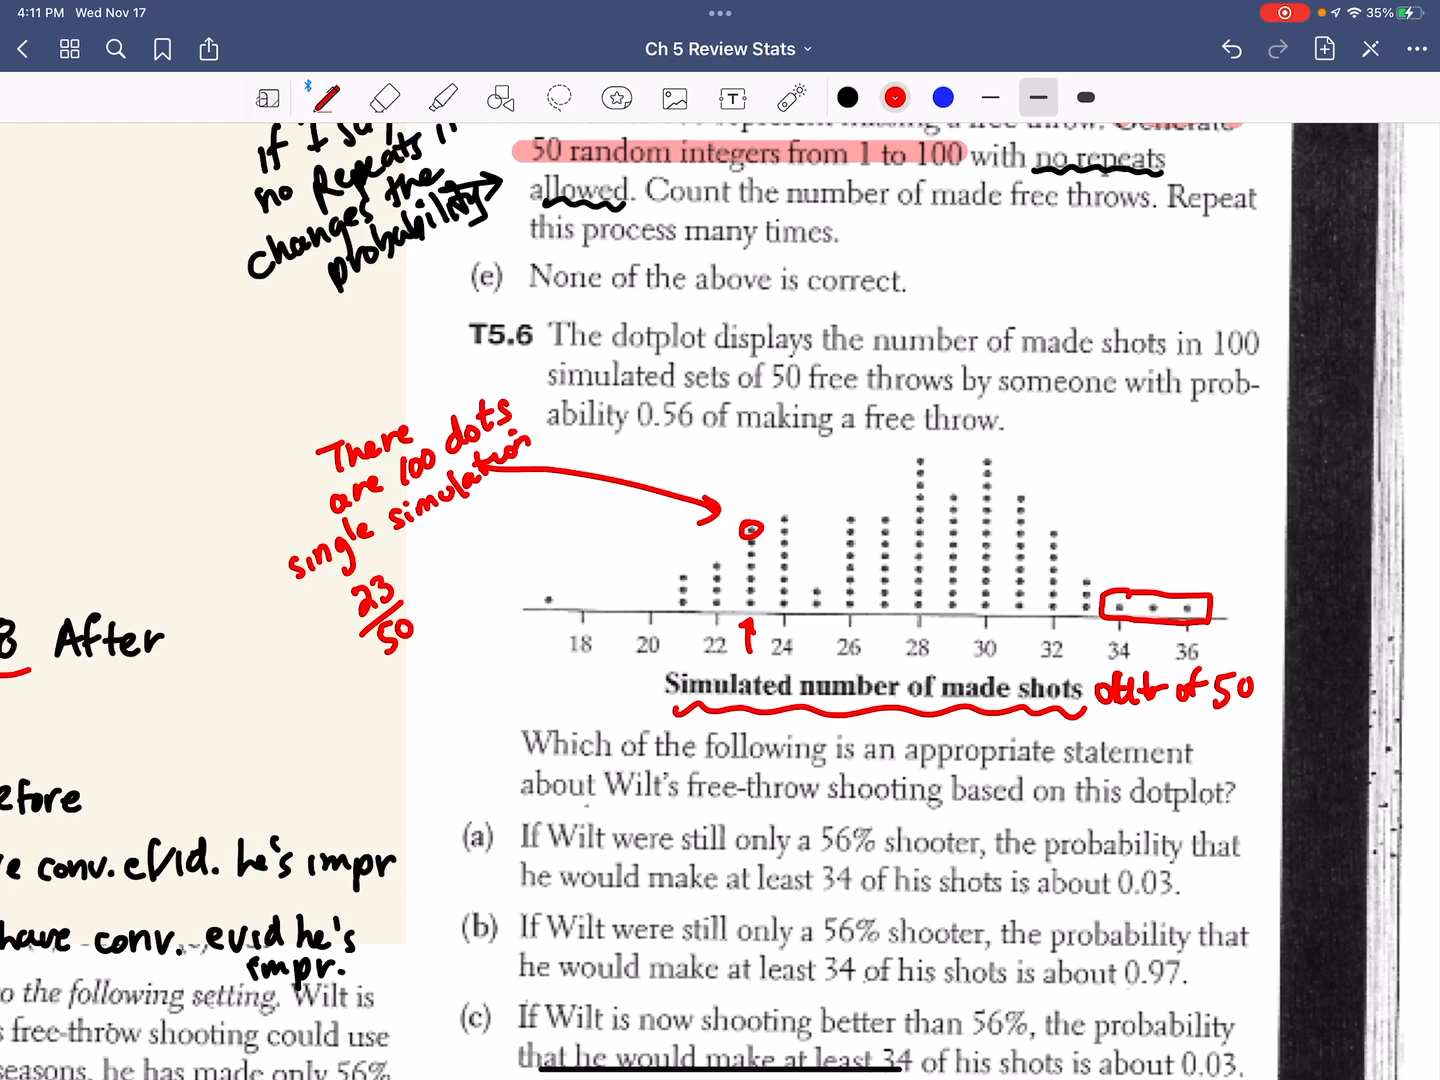 4:11 PM Wed Nov 17
35%
Ch 5 Review Stats
if I
no Repeats
changes the
probability
50 random integers from 1 to 100 with no repeats
allowed. Count the number of made free throws. Repeat
this process many times.
(e) None of the above is correct.
T5.6 The dotplot displays the number of made shots in 100
simulated sets of 50 free throws by someone with prob-
ability 0.56 of making a free throw.
There
are 100 dots
single simulation
23
50
8 After
18 20 22 24 26 28 30 32 34 36
Simulated number of made shots out of 50
efore
e conv. evid. he's impr
have conv. evid he's
impr.
o the following setting. Wilt is
s free-throw shooting could use
seasons, he has made only 56%
Which of the following is an appropriate statement
about Wilt's free-throw shooting based on this dotplot?
(a) If Wilt were still only a 56% shooter, the probability that
he would make at least 34 of his shots is about 0.03.
(b) If Wilt were still only a 56% shooter, the probability that
he would make at least 34 of his shots is about 0.97.
(c) If Wilt is now shooting better than 56%, the probability
that he would make at least 34 of his shots is about 0.03.